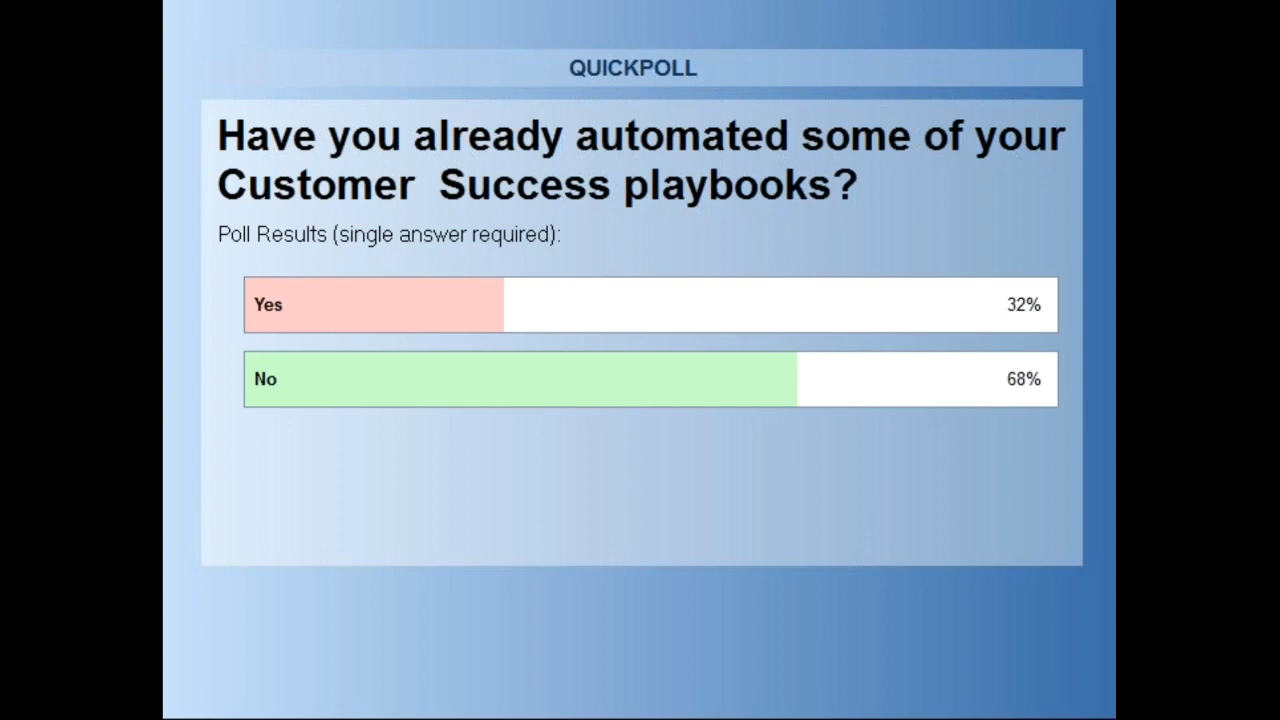 QUICKPOLL
Have you already automated some of your
Customer  Success playbooks?
Poll Results (single answer required):
Yes 32%
No 68%